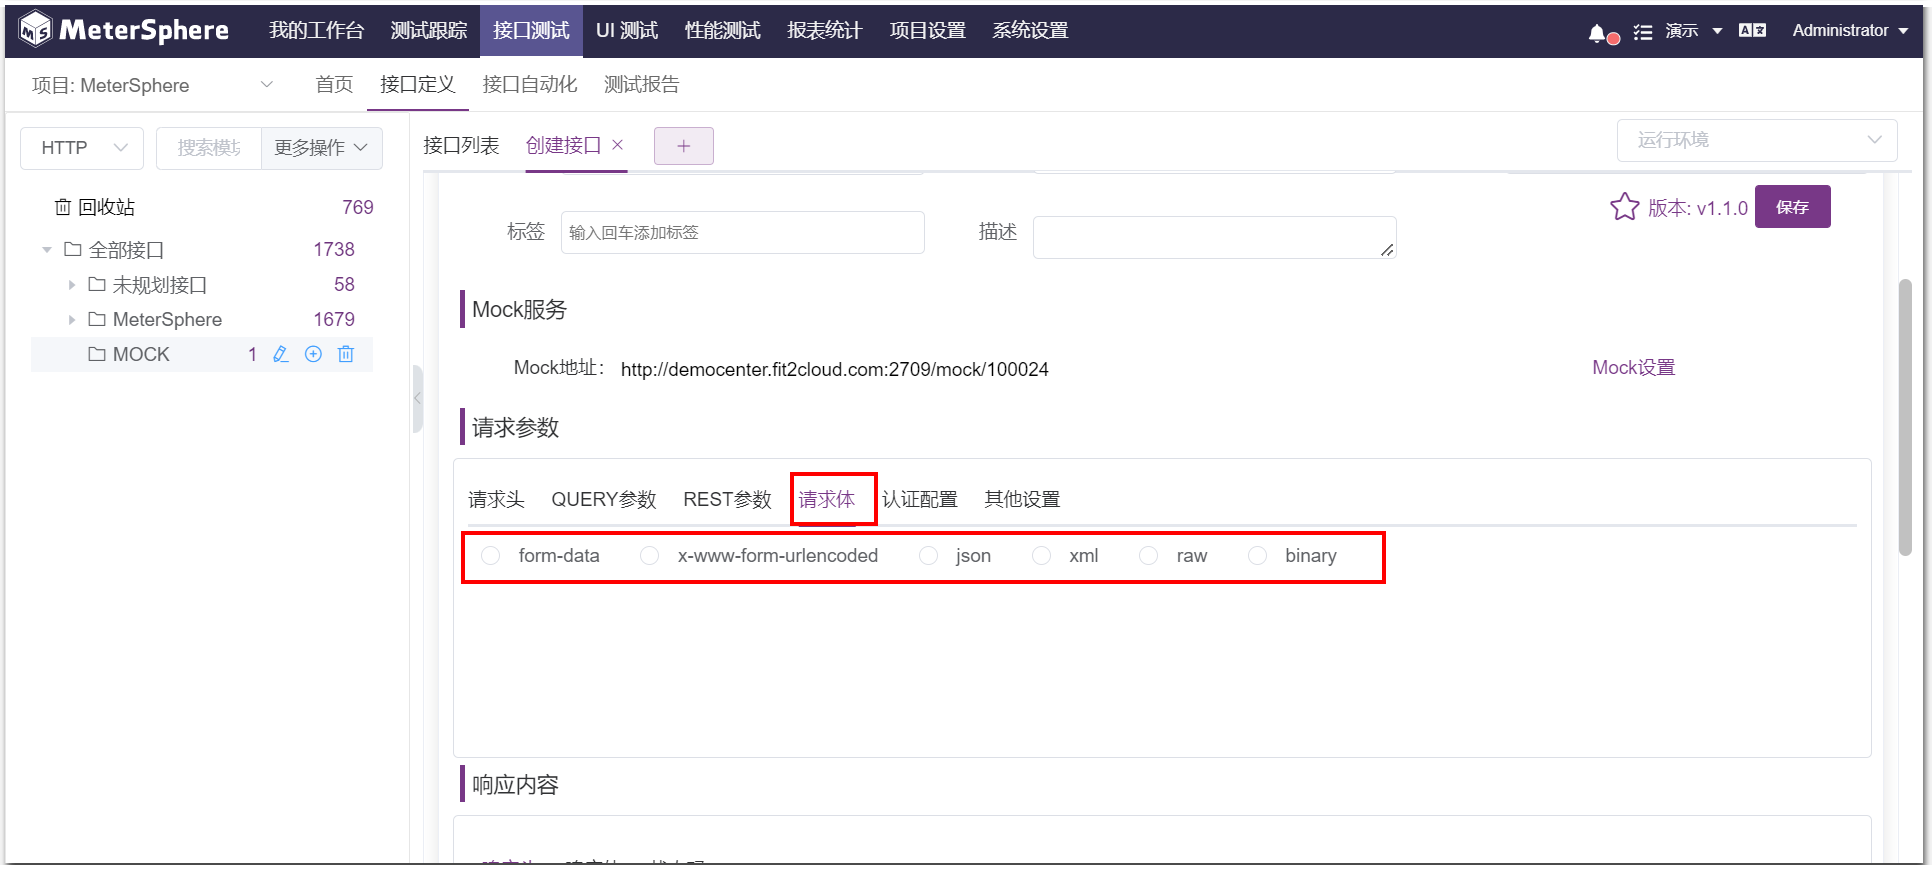 MeterSphere 我的工作台 测试跟踪 接口测试 UI 测试 性能测试 报表统计 项目设置 系统设置 演示 Administrator
项目: MeterSphere 首页 接口定义 接口自动化 测试报告
HTTP 搜索模块 更多操作
接口列表 创建接口 × + 运行环境
回收站 769
全部接口 1738
未规划接口 58
MeterSphere 1679
MOCK 1
标签 输入回车添加标签 描述 版本: v1.1.0 保存
Mock服务
Mock地址： http://democenter.fit2cloud.com:2709/mock/100024 Mock设置
请求参数
请求头 QUERY参数 REST参数 请求体 认证配置 其他设置
form-data x-www-form-urlencoded json xml raw binary
响应内容